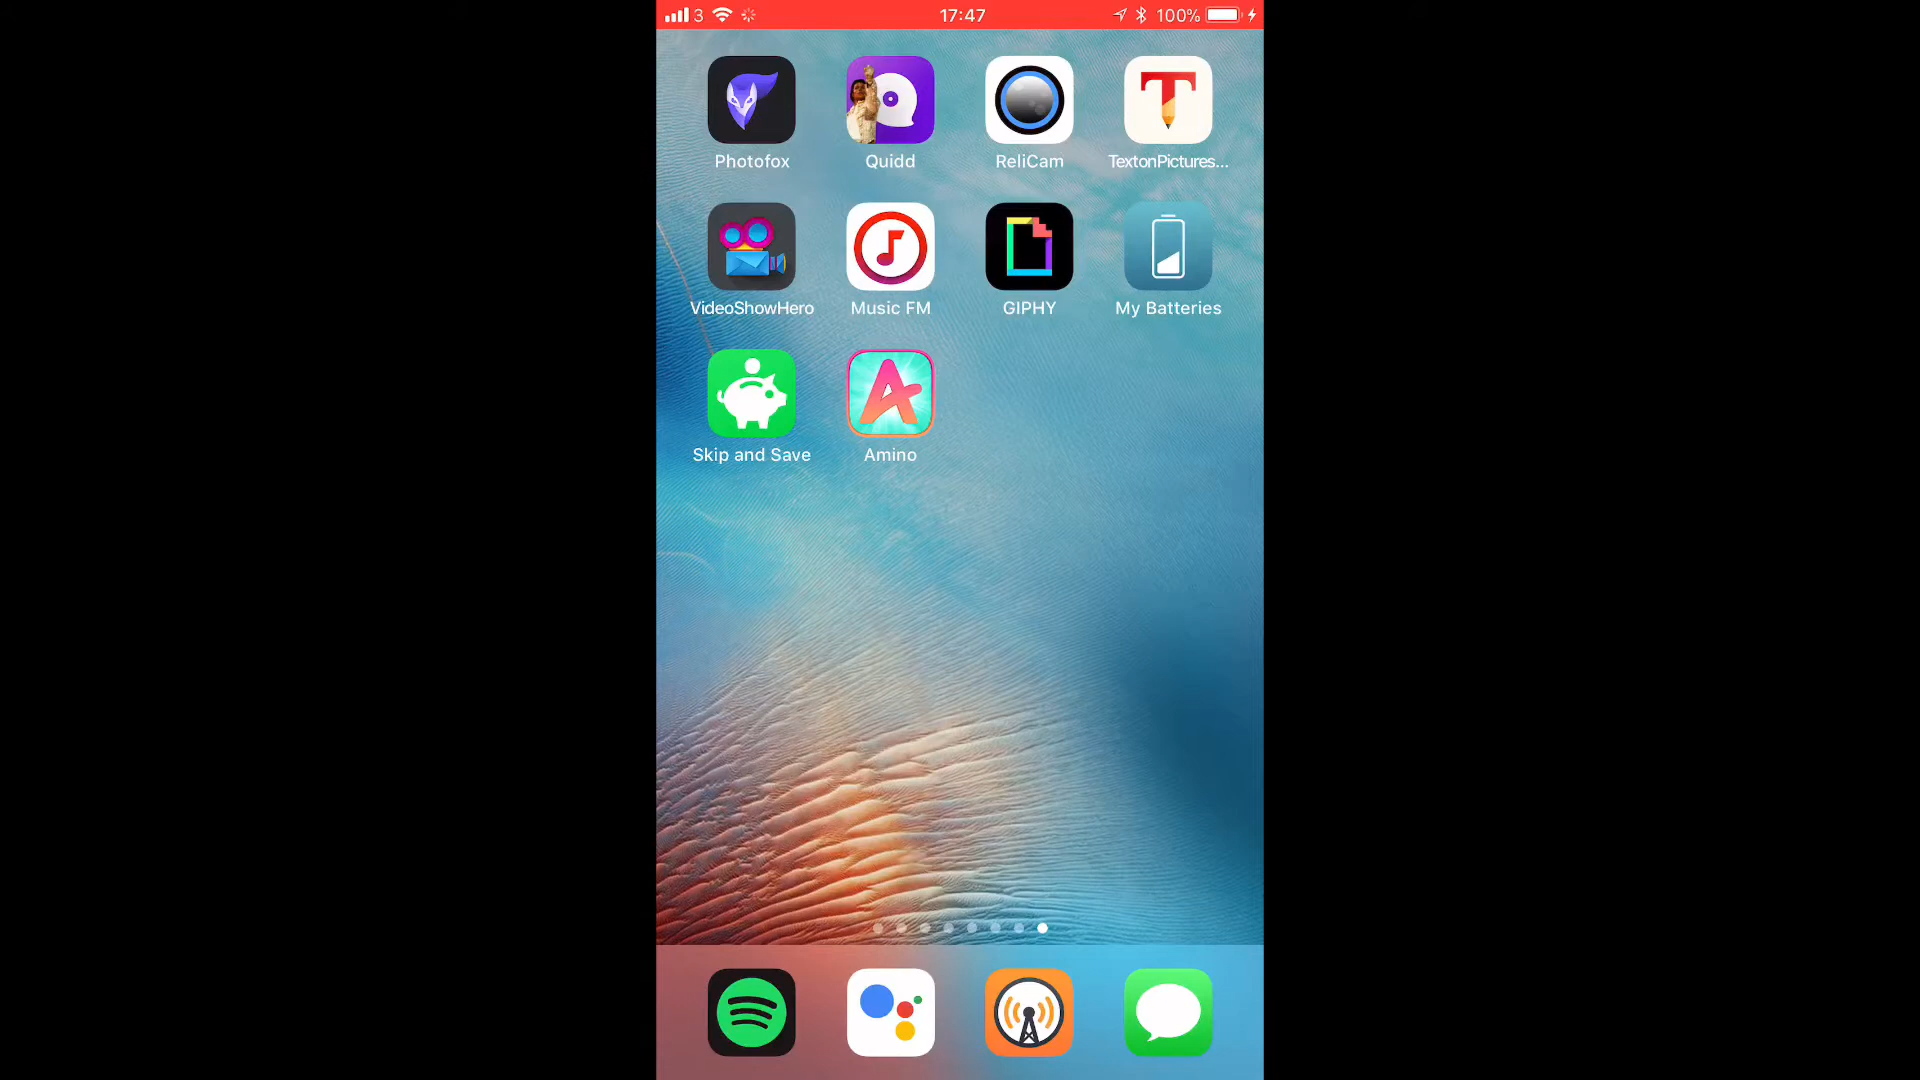 3 17:47 100%
Photofox Quidd ReliCam TextonPictures...
VideoShowHero Music FM GIPHY My Batteries
Skip and Save Amino